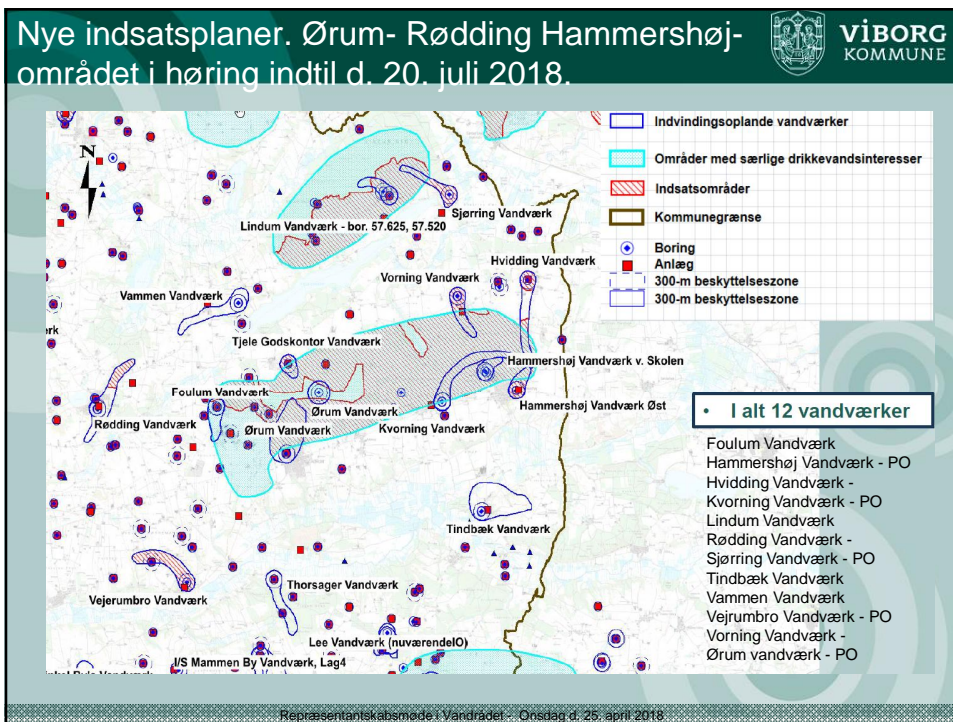 Nye indsatsplaner. Ørum- Rødding Hammershøj-
området i høring indtil d. 20. juli 2018.
VIBORG
KOMMUNE
N
Indvindingsoplande vandværker
Områder med særlige drikkevandsinteresser
Indsatsområder
Kommunegrænse
Boring
Anlæg
300-m beskyttelseszone
300-m beskyttelseszone
Sjørring Vandværk
Lindum Vandværk - bor. 57.625, 57.520
Hvidding Vandværk
Vorning Vandværk
Vammen Vandværk
Tjele Godskontor Vandværk
Hammershøj Vandværk v. Skolen
Foulum Vandværk
Hammershøj Vandværk Øst
Ørum Vandværk
Rødding Vandværk
Ørum Vandværk
Kvorning Vandværk
Tindbæk Vandværk
Thorsager Vandværk
Vejerumbro Vandværk
Lee Vandværk (nuværendeIO)
I/S Mammen By Vandværk, Lag4
• I alt 12 vandværker
Foulum Vandværk
Hammershøj Vandværk - PO
Hvidding Vandværk -
Kvorning Vandværk - PO
Lindum Vandværk
Rødding Vandværk -
Sjørring Vandværk - PO
Tindbæk Vandværk
Vammen Vandværk
Vejrumbro Vandværk - PO
Vorning Vandværk -
Ørum vandværk - PO
Repræsentantskabsmøde i Vandrådet - Onsdag d. 25. april 2018